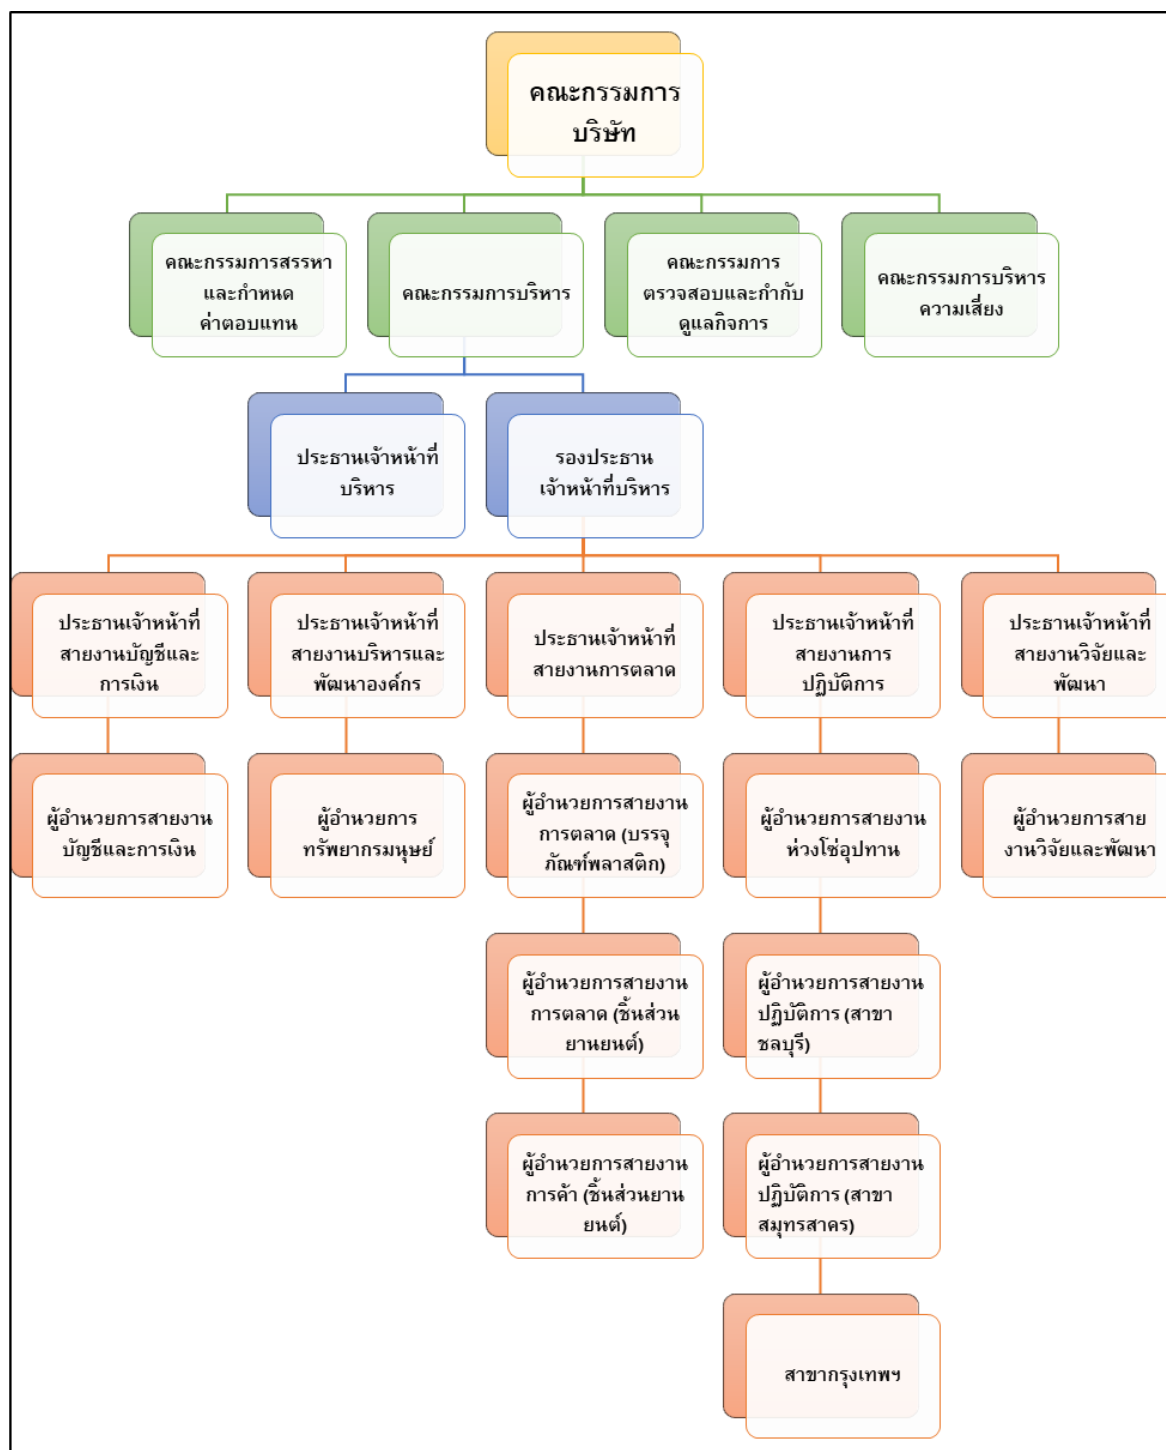 คณะกรรมการ
บริษัท
คณะกรรมการสรรหา
และกำหนด
ค่าตอบแทน
คณะกรรมการบริหาร
คณะกรรมการ
ตรวจสอบและกำกับ
ดูแลกิจการ
คณะกรรมการบริหาร
ความเสี่ยง
ประธานเจ้าหน้าที่
บริหาร
รองประธาน
เจ้าหน้าที่บริหาร
ประธานเจ้าหน้าที่
สายงานบัญชีและ
การเงิน
ประธานเจ้าหน้าที่
สายงานบริหารและ
พัฒนาองค์กร
ประธานเจ้าหน้าที่
สายงานการตลาด
ประธานเจ้าหน้าที่
สายงานการ
ปฏิบัติการ
ประธานเจ้าหน้าที่
สายงานวิจัยและ
พัฒนา
ผู้อำนวยการสายงาน
บัญชีและการเงิน
ผู้อำนวยการ
ทรัพยากรมนุษย์
ผู้อำนวยการสายงาน
การตลาด (บรรจุ
ภัณฑ์พลาสติก)
ผู้อำนวยการสายงาน
ห่วงโซ่อุปทาน
ผู้อำนวยการสาย
งานวิจัยและพัฒนา
ผู้อำนวยการสายงาน
การตลาด (ชิ้นส่วน
ยานยนต์)
ผู้อำนวยการสายงาน
ปฏิบัติการ (สาขา
ชลบุรี)
ผู้อำนวยการสายงาน
การค้า (ชิ้นส่วนยาน
ยนต์)
ผู้อำนวยการสายงาน
ปฏิบัติการ (สาขา
สมุทรสาคร)
สาขากรุงเทพฯ